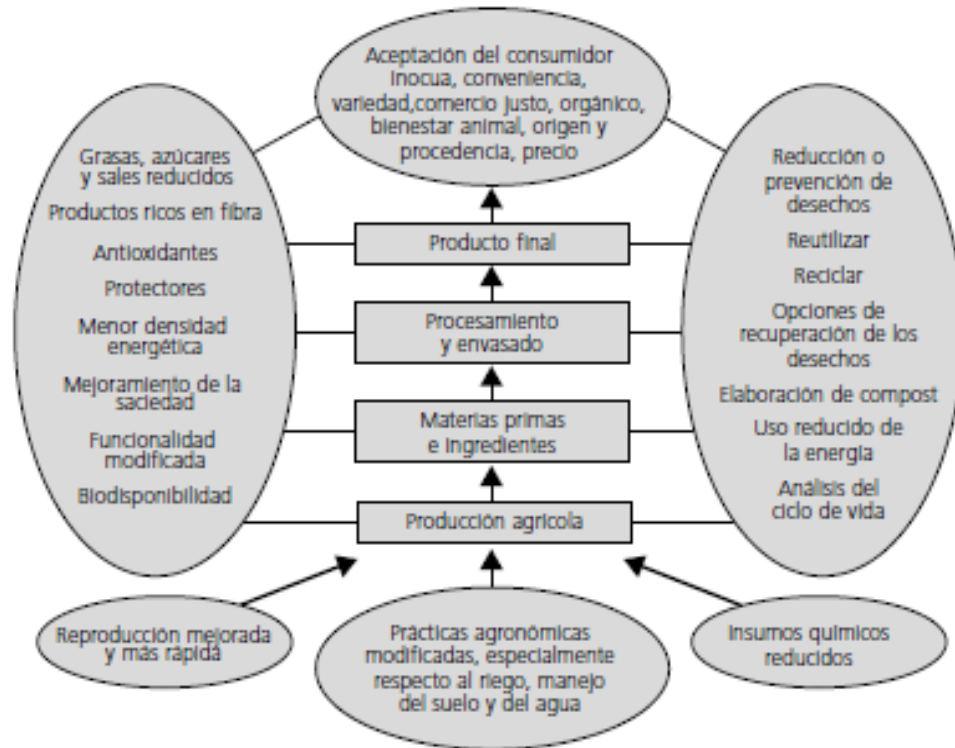 Aceptación del consumidor
inocua, conveniencia,
variedad,comercio justo, orgánico,
bienestar animal, origen y
procedencia, precio
Grasas, azúcares
y sales reducidos
Productos ricos en fibra
Antioxidantes
Protectores
Menor densidad
energética
Mejoramiento de la
saciedad
Funcionalidad
modificada
Biodisponibilidad
Producto final
Procesamiento
y envasado
Materias primas
e ingredientes
Producción agrícola
Reducción o
prevención de
desechos
Reutilizar
Reciclar
Opciones de
recuperación de los
desechos
Elaboración de compost
Uso reducido de
la energía
Análisis del
ciclo de vida
Reproducción mejorada
y más rápida
Prácticas agronómicas
modificadas, especialmente
respecto al riego, manejo
del suelo y del agua
Insumos químicos
reducidos